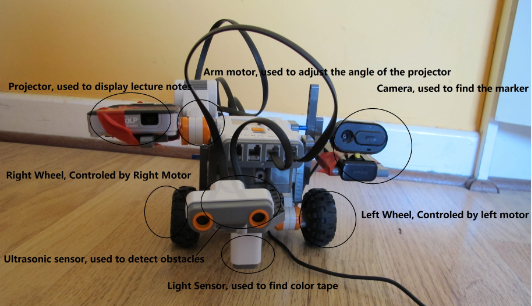 Arm motor, used to adjust the angle of the projector
Projector, used to display lecture notes
Camera, used to find the marker
Right Wheel, Controled by Right Motor
Left Wheel, Controled by left motor
Ultrasonic sensor, used to detect obstacles
Light Sensor, used to find color tape